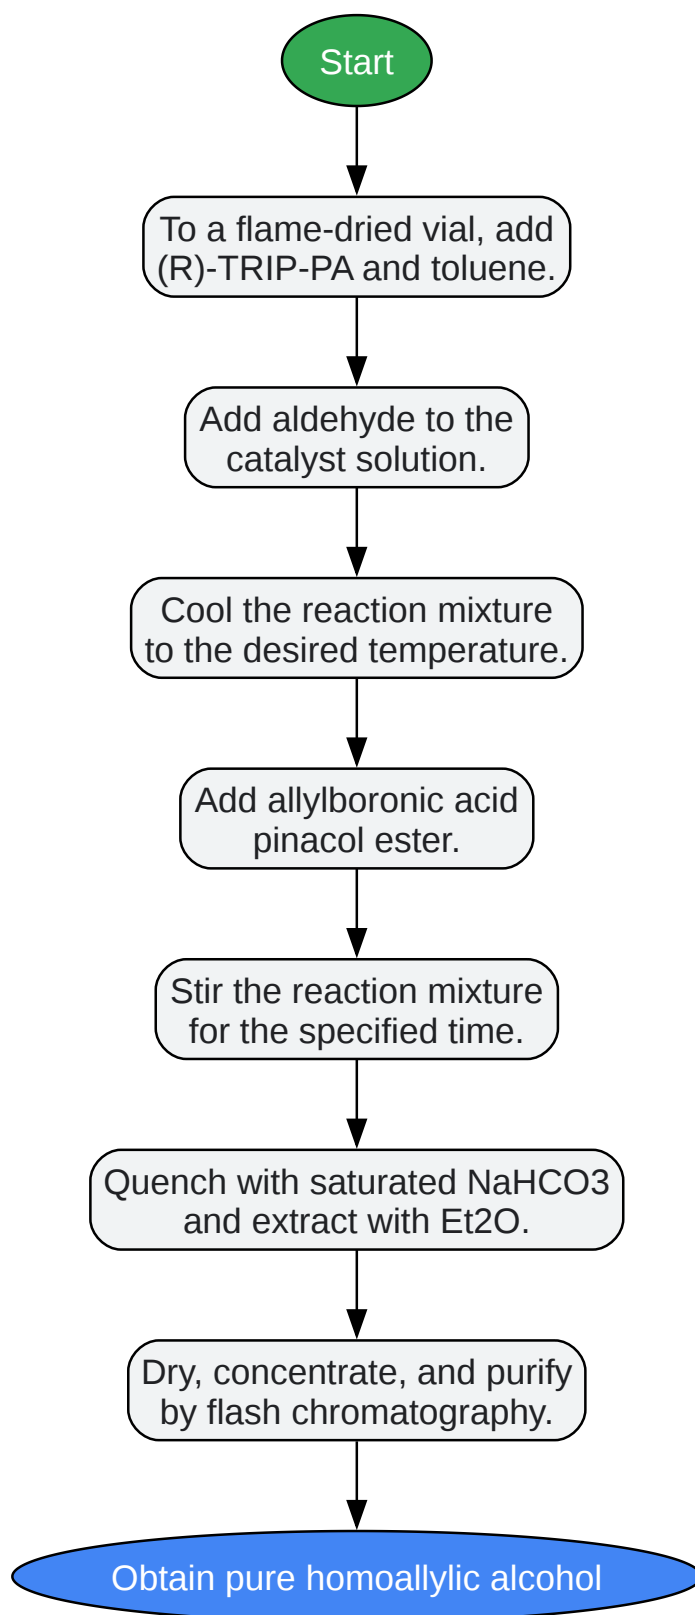 Start
To a flame-dried vial, add
(R)-TRIP-PA and toluene.
Add aldehyde to the
catalyst solution.
Cool the reaction mixture
to the desired temperature.
Add allylboronic acid
pinacol ester.
Stir the reaction mixture
for the specified time.
Quench with saturated NaHCO3
and extract with Et2O.
Dry, concentrate, and purify
by flash chromatography.
Obtain pure homoallylic alcohol